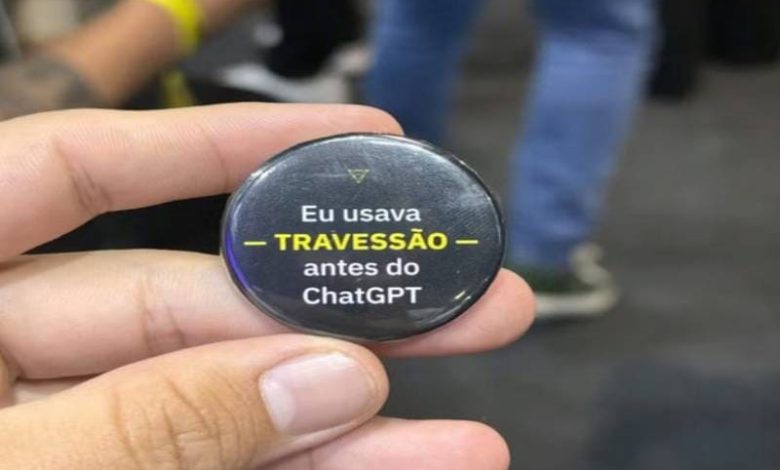 Eu usava
— TRAVESSÃO —
antes do
ChatGPT